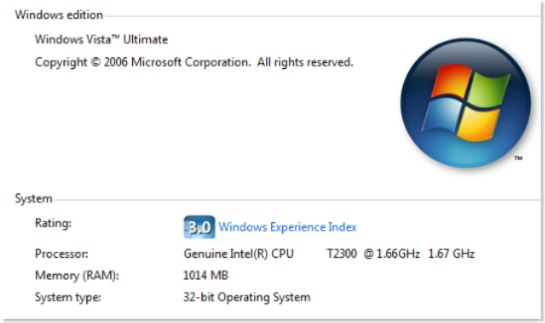 Windows edition
Windows Vista™ Ultimate
Copyright © 2006 Microsoft Corporation. All rights reserved.
™
System
Rating: 3.0 Windows Experience Index
Processor: Genuine Intel(R) CPU T2300 @ 1.66GHz 1.67 GHz
Memory (RAM): 1014 MB
System type: 32-bit Operating System